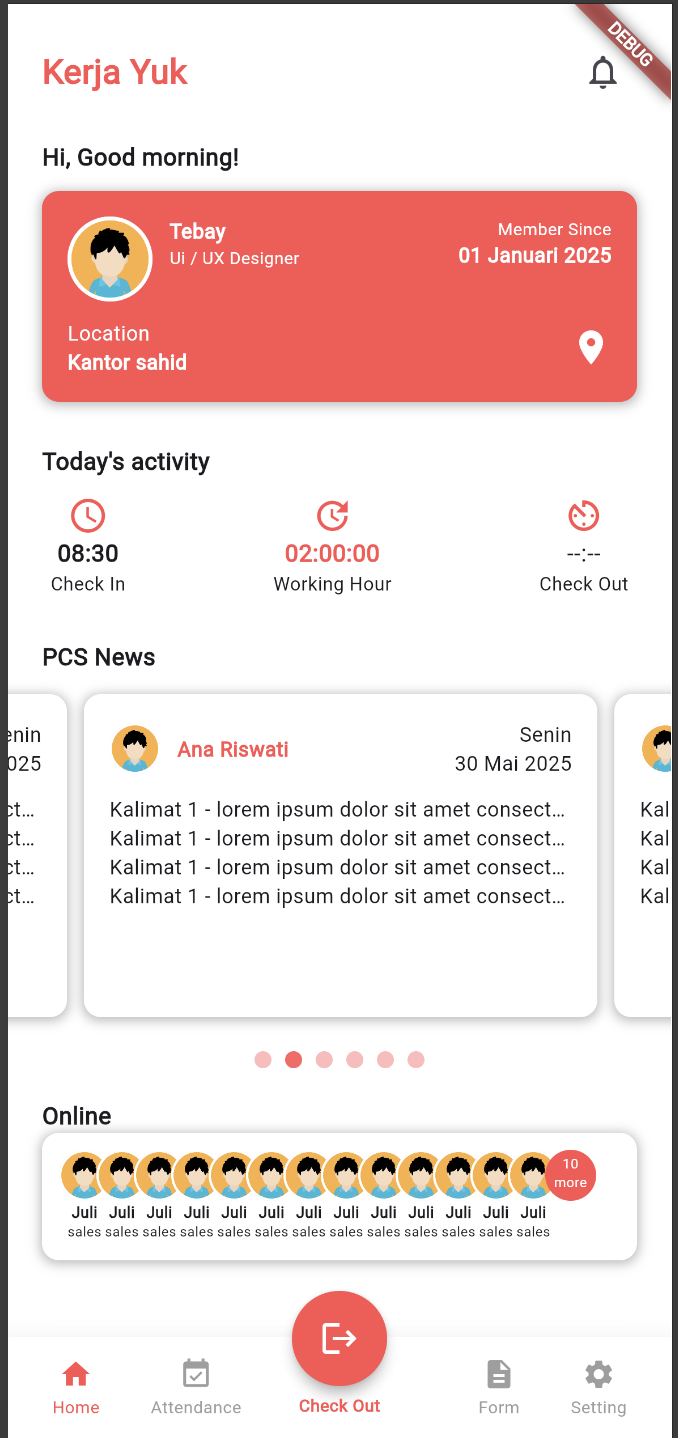 DEBUG
Kerja Yuk
Hi, Good morning!
Tebay
Ui / UX Designer
Member Since
01 Januari 2025
Location
Kantor sahid
Today's activity
08:30
02:00:00
--:--
Check In
Working Hour
Check Out
PCS News
enin
025
ct...
ct...
ct...
ct...
Ana Riswati
Senin
30 Mai 2025
Kalimat 1 - lorem ipsum dolor sit amet consect...
Kalimat 1 - lorem ipsum dolor sit amet consect...
Kalimat 1 - lorem ipsum dolor sit amet consect...
Kalimat 1 - lorem ipsum dolor sit amet consect...
Kal
Kal
Kal
Kal
Online
10
more
Juli Juli Juli Juli Juli Juli Juli Juli Juli Juli Juli Juli Juli
sales sales sales sales sales sales sales sales sales sales sales sales sales
Home
Attendance
Check Out
Form
Setting